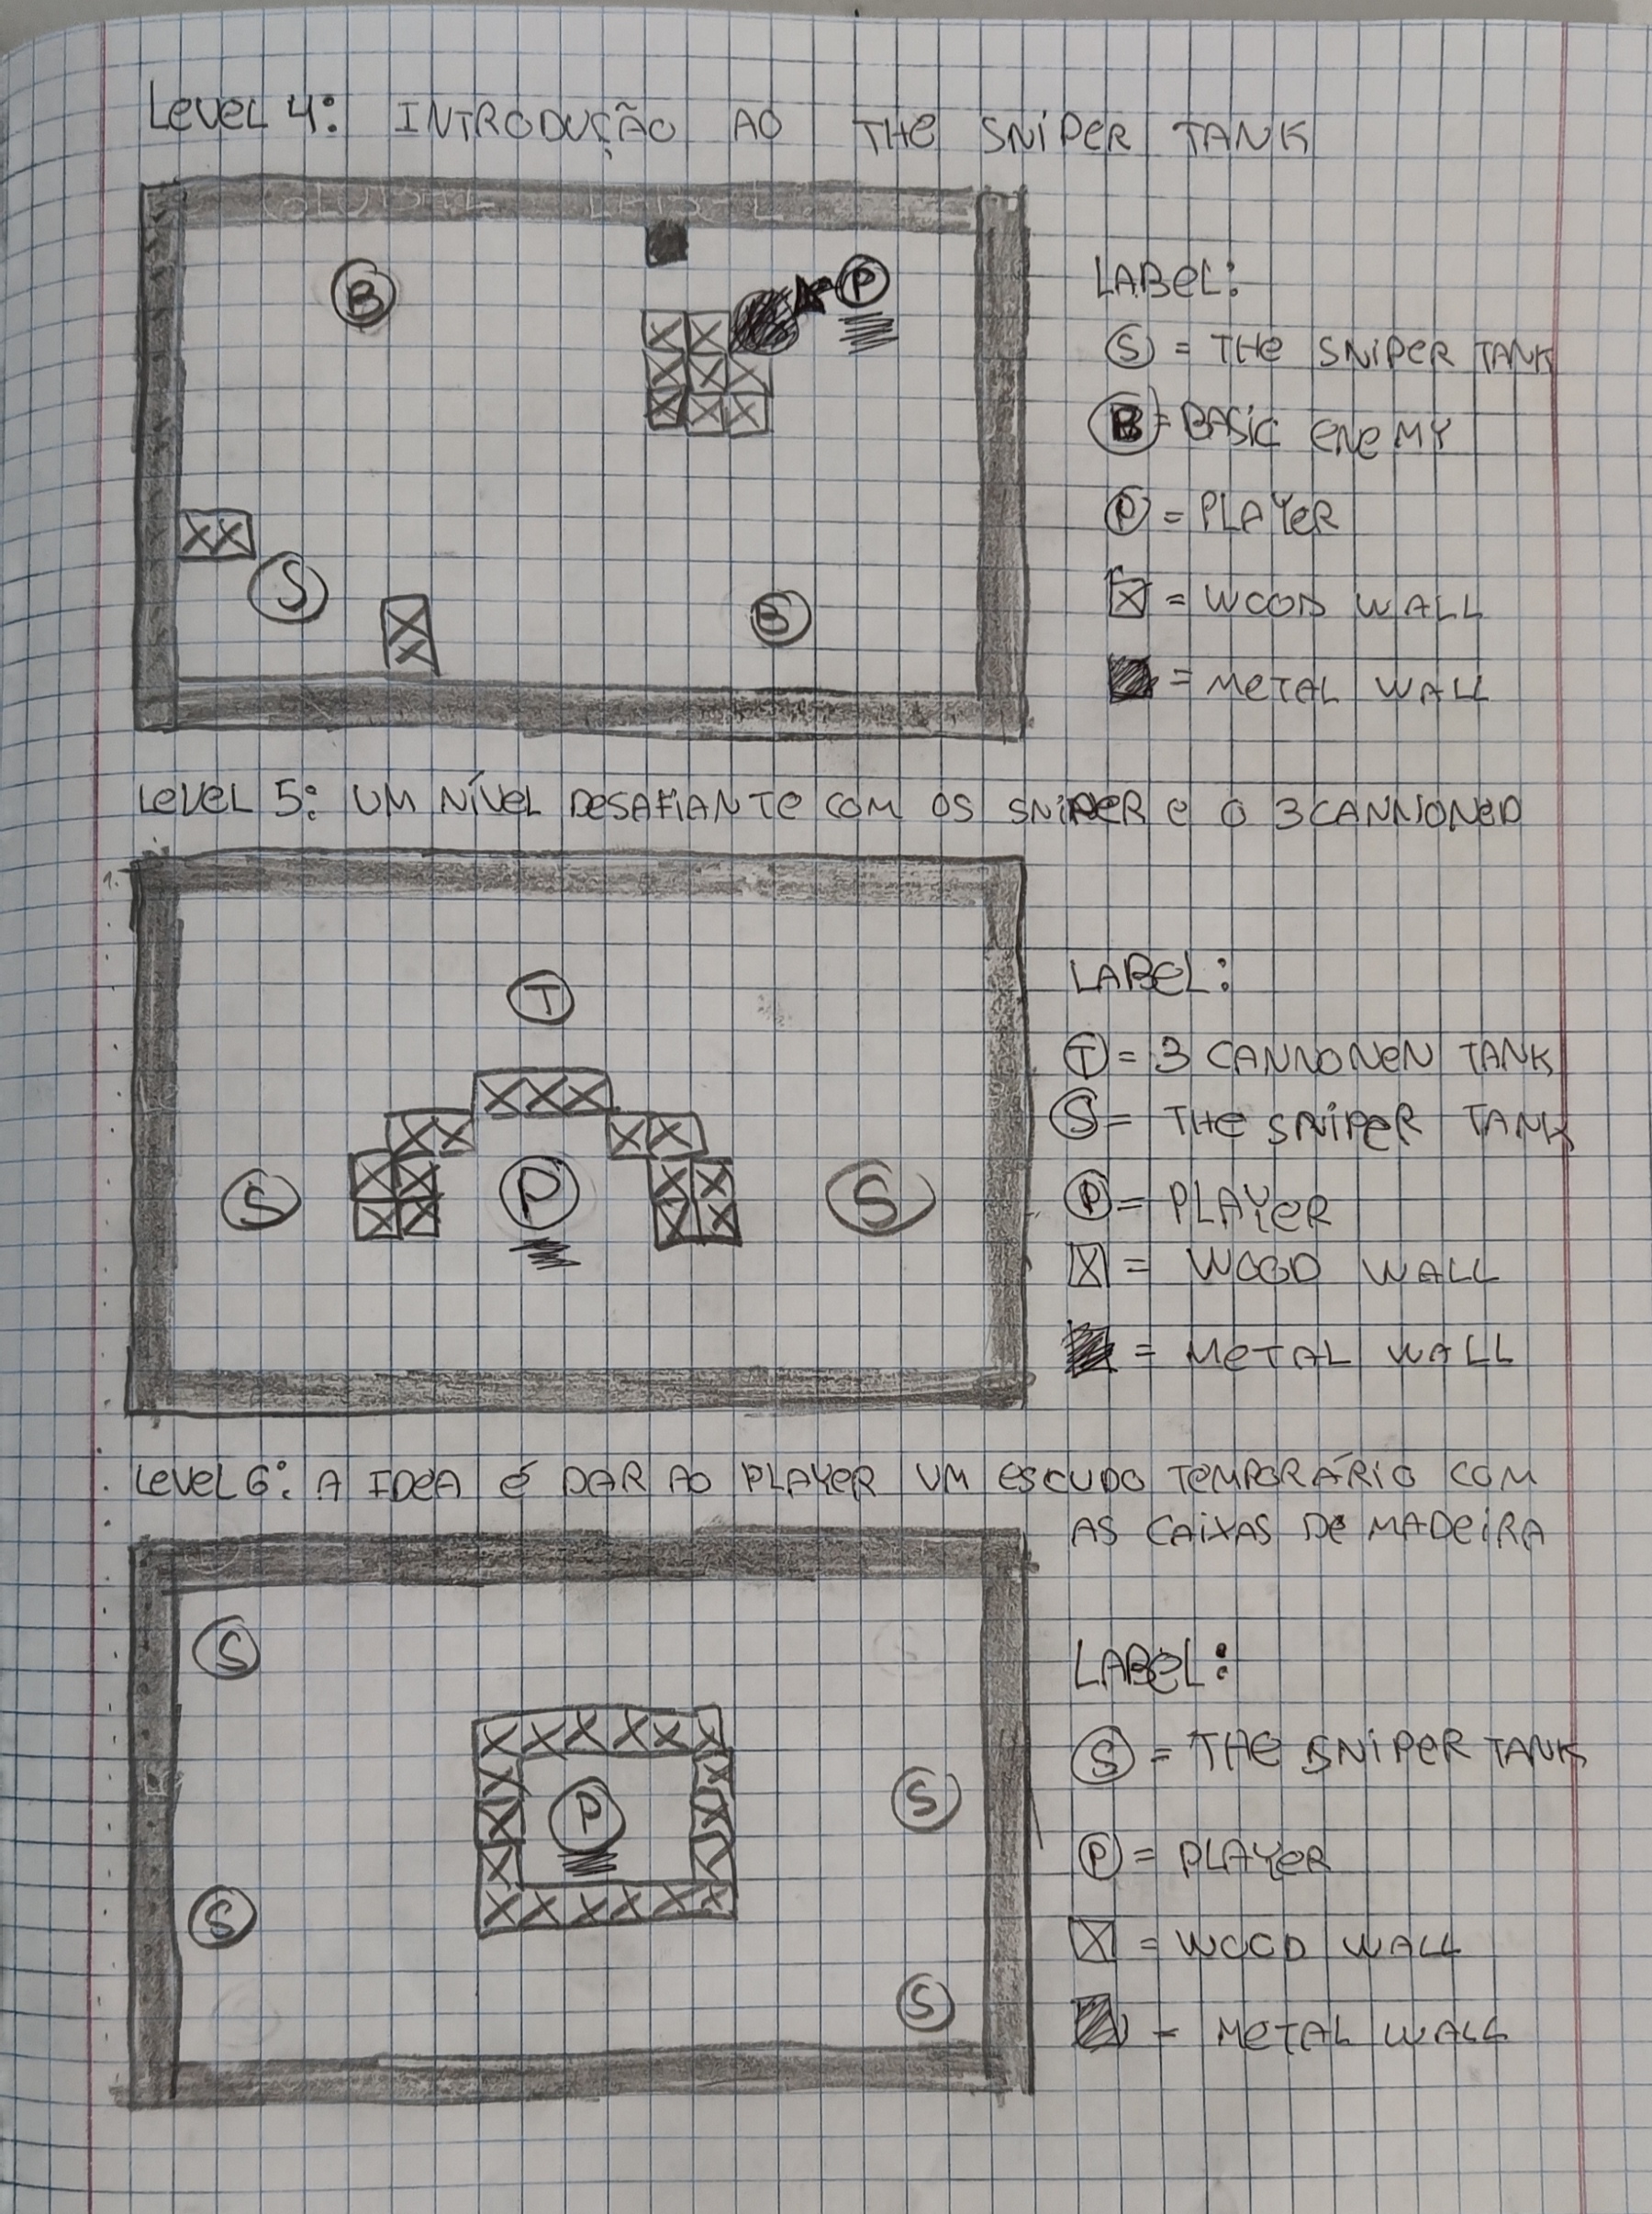 LEVEL 4: INTRODUÇÃO AO THE SNIPER TANK
B
P
S
B
LABEL:
S = THE SNIPER TANK
B = BASIC ENEMY
P = PLAYER
X = WOOD WALL
= METAL WALL
LEVEL 5: UM NÍVEL DESAFIANTE COM OS SNIPER E O 3 CANNONED
T
S
P
S
LABEL:
T = 3 CANNONEN TANK
S = THE SNIPER TANK
P = PLAYER
X = WOOD WALL
= METAL WALL
LEVEL 6: A IDEA É DAR AO PLAYER UM ESCUDO TEMPORÁRIO COM
AS CAIXAS DE MADEIRA
S
P
S
S
S
LABEL:
S = THE SNIPER TANK
P = PLAYER
X = WOOD WALL
= METAL WALL